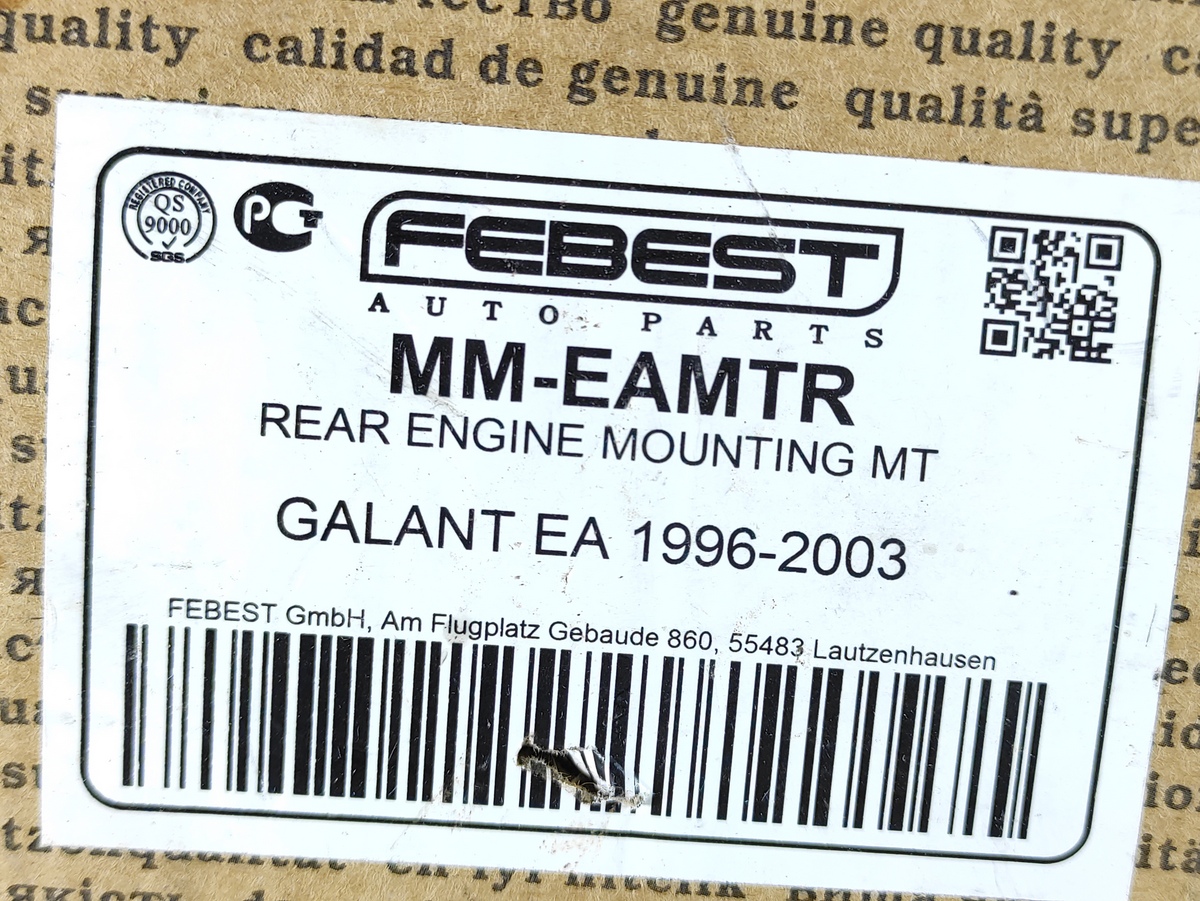 genuine quality
quality calidad de genuine qualità supe
REGISTERED COMPANY
QS
9000
SGS
РСТ
FEBEST
AUTO PARTS
MM-EAMTR
REAR ENGINE MOUNTING MT
GALANT EA 1996-2003
FEBEST GmbH, Am Flugplatz Gebaude 860, 55483 Lautzenhausen